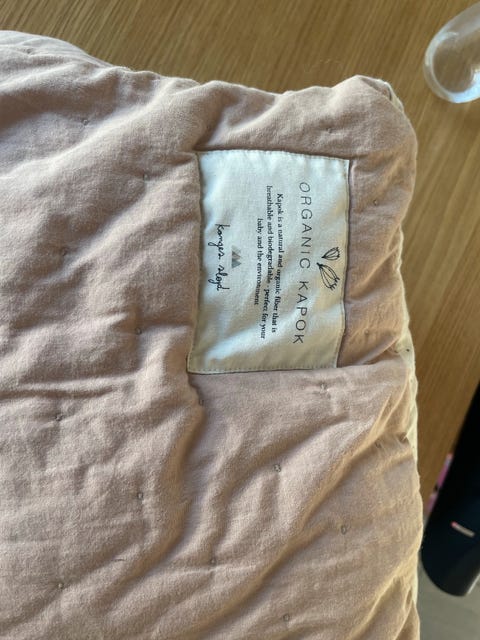 ORGANIC KAPOK
Kapok is a natural and organic fiber that is
breathable and biodegradable - perfect for your
baby and the environment
konges sløjd